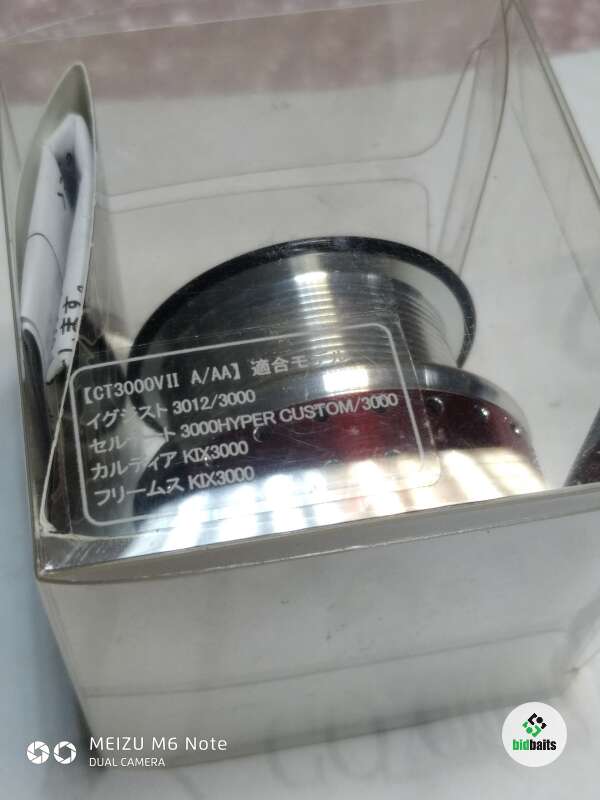 ます。
【CT3000VII A/AA】適合モデル
イグジスト 3012/3000
セルテート 3000HYPER CUSTOM/3000
カルディア KIX3000
フリームス KIX3000
MEIZU M6 Note
DUAL CAMERA
bidbaits